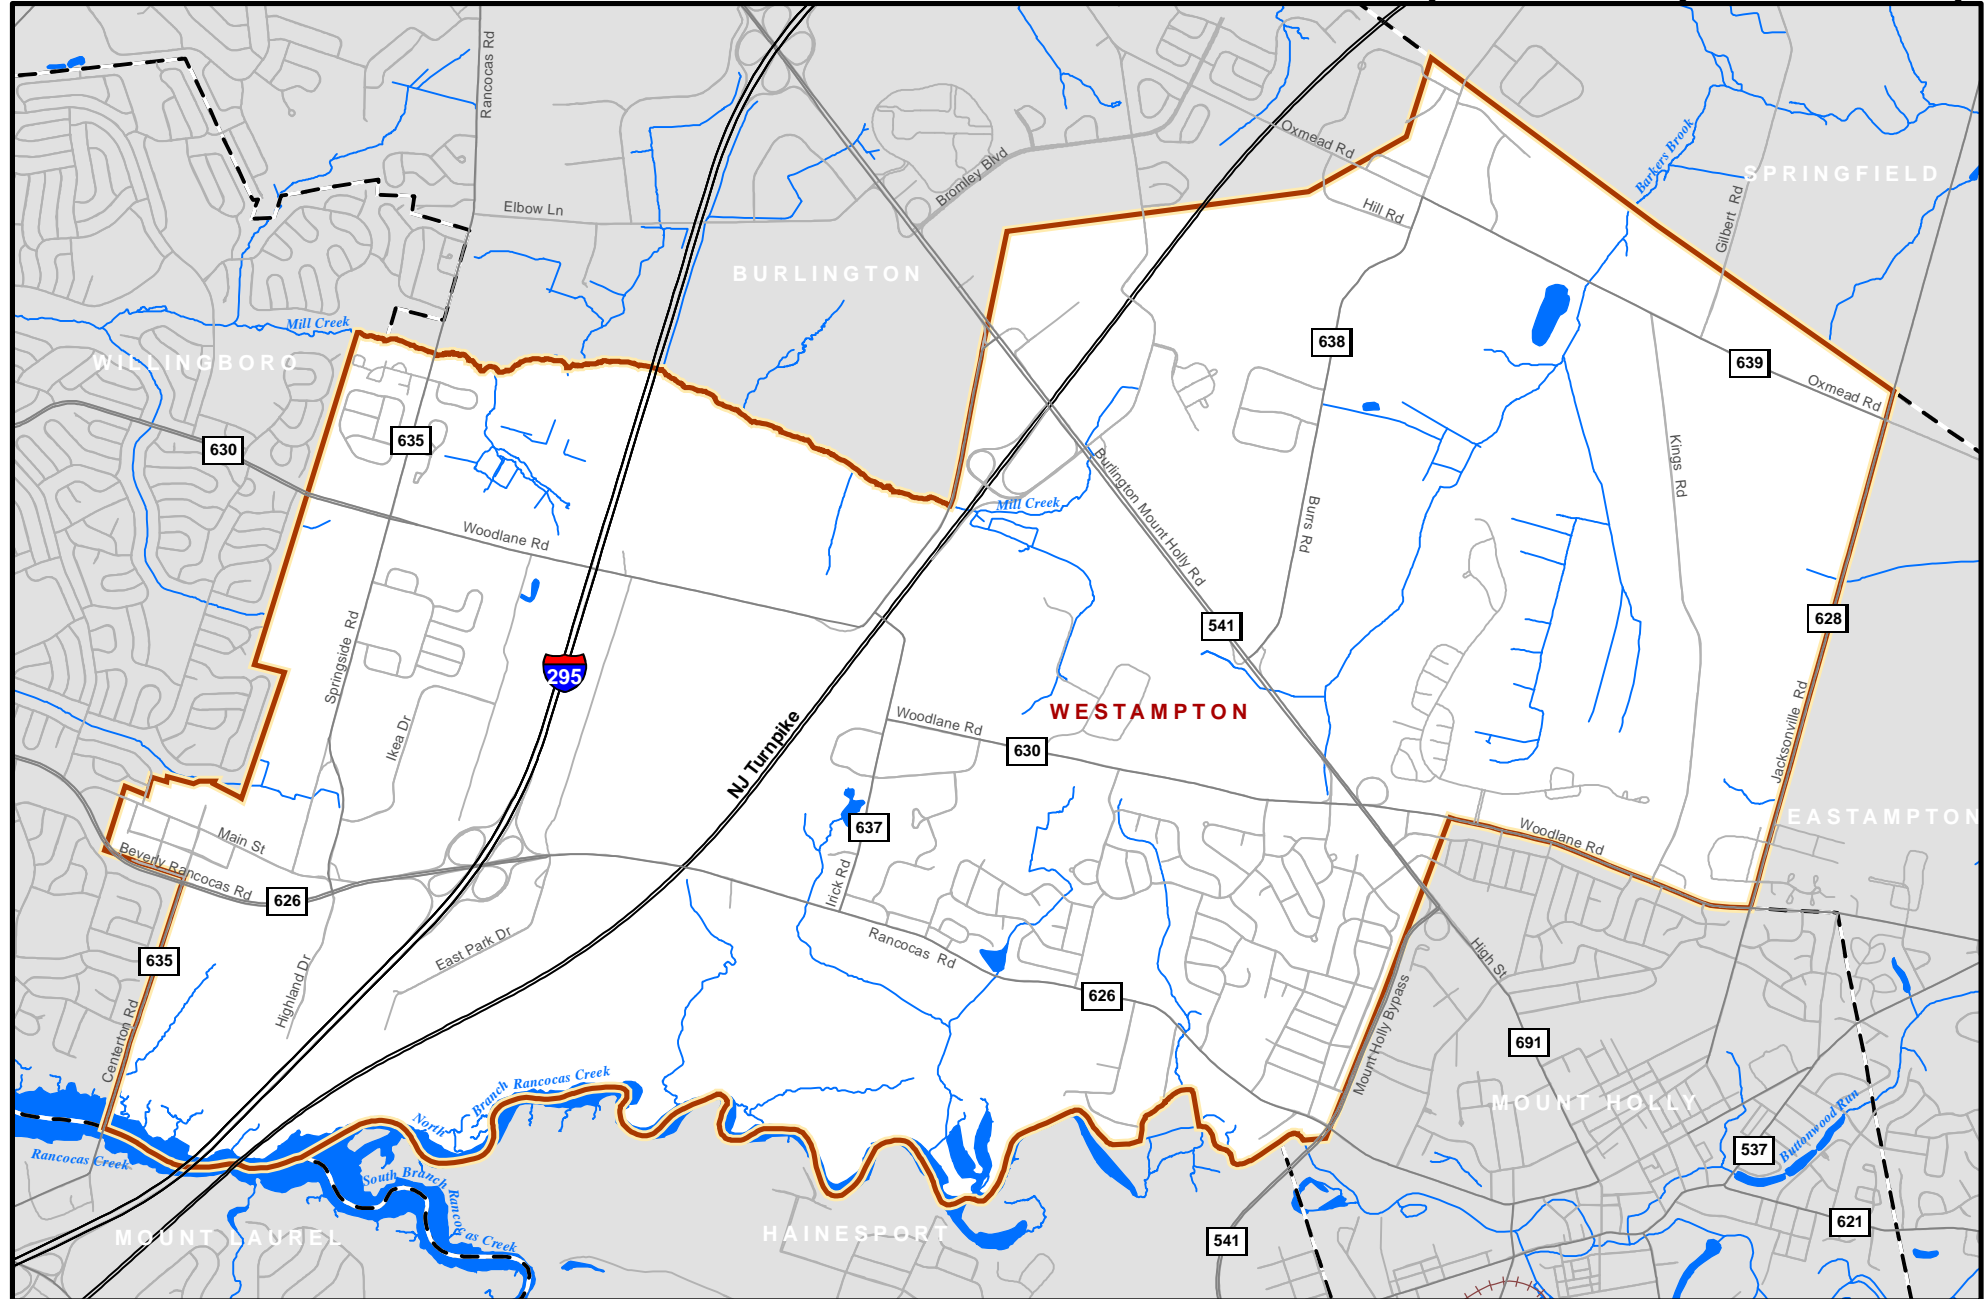 Rancocas Rd
Oxmead Rd
Barkers Brook
SPRINGFIELD
Bromley Blvd
Elbow Ln
Hill Rd
Gilbert Rd
BURLINGTON
Mill Creek
WILLINGBORO
638
639
Oxmead Rd
635
630
Kings Rd
Burlington Mount Holly Rd
Mill Creek
Burrs Rd
Woodlane Rd
541
628
Springside Rd
295
WESTAMPTON
Ikea Dr
Woodlane Rd
630
NJ Turnpike
Jacksonville Rd
EASTAMPTON
637
Main St
Woodlane Rd
Beverly Rancocas Rd
626
Irick Rd
Rancocas Rd
East Park Dr
High St
635
Highland Dr
626
Mount Holly Bypass
Centerton Rd
691
North Branch Rancocas Creek
MOUNT HOLLY
Buttonwood Run
537
Rancocas Creek
South Branch Rancocas Creek
MOUNT LAUREL
HAINESPORT
541
621